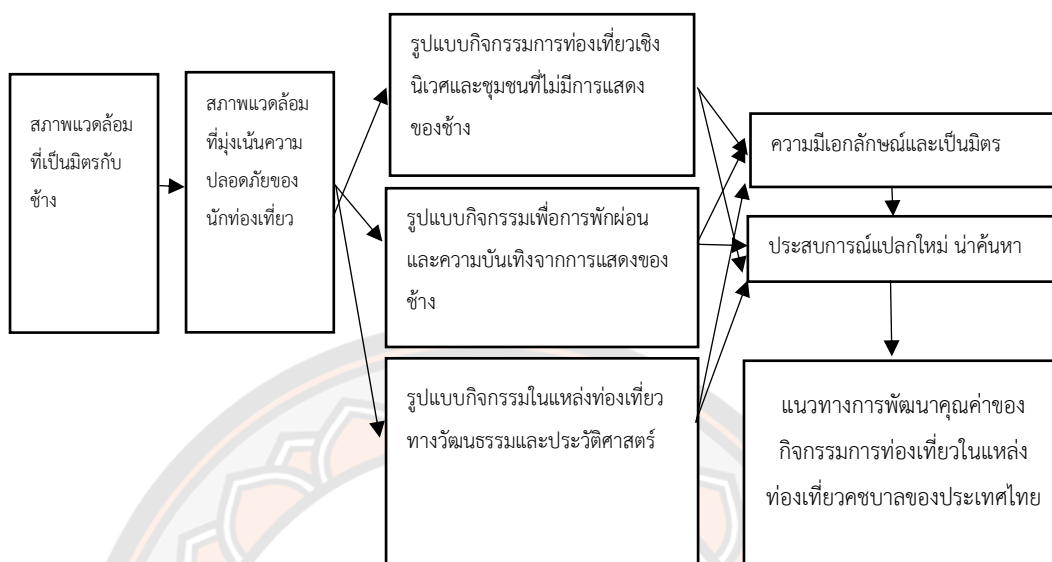 สภาพแวดล้อม
ที่เป็นมิตรกับ
ช้าง
สภาพแวดล้อม
ที่มุ่งเน้นความ
ปลอดภัยของ
นักท่องเที่ยว
รูปแบบกิจกรรมการท่องเที่ยวเชิง
นิเวศและชุมชนที่ไม่มีการแสดง
ของช้าง
รูปแบบกิจกรรมเพื่อการพักผ่อน
และความบันเทิงจากการแสดงของ
ช้าง
รูปแบบกิจกรรมในแหล่งท่องเที่ยว
ทางวัฒนธรรมและประวัติศาสตร์
ความมีเอกลักษณ์และเป็นมิตร
ประสบการณ์แปลกใหม่ น่าค้นหา
แนวทางการพัฒนาคุณค่าของ
กิจกรรมการท่องเที่ยวในแหล่ง
ท่องเที่ยวคชบาลของประเทศไทย